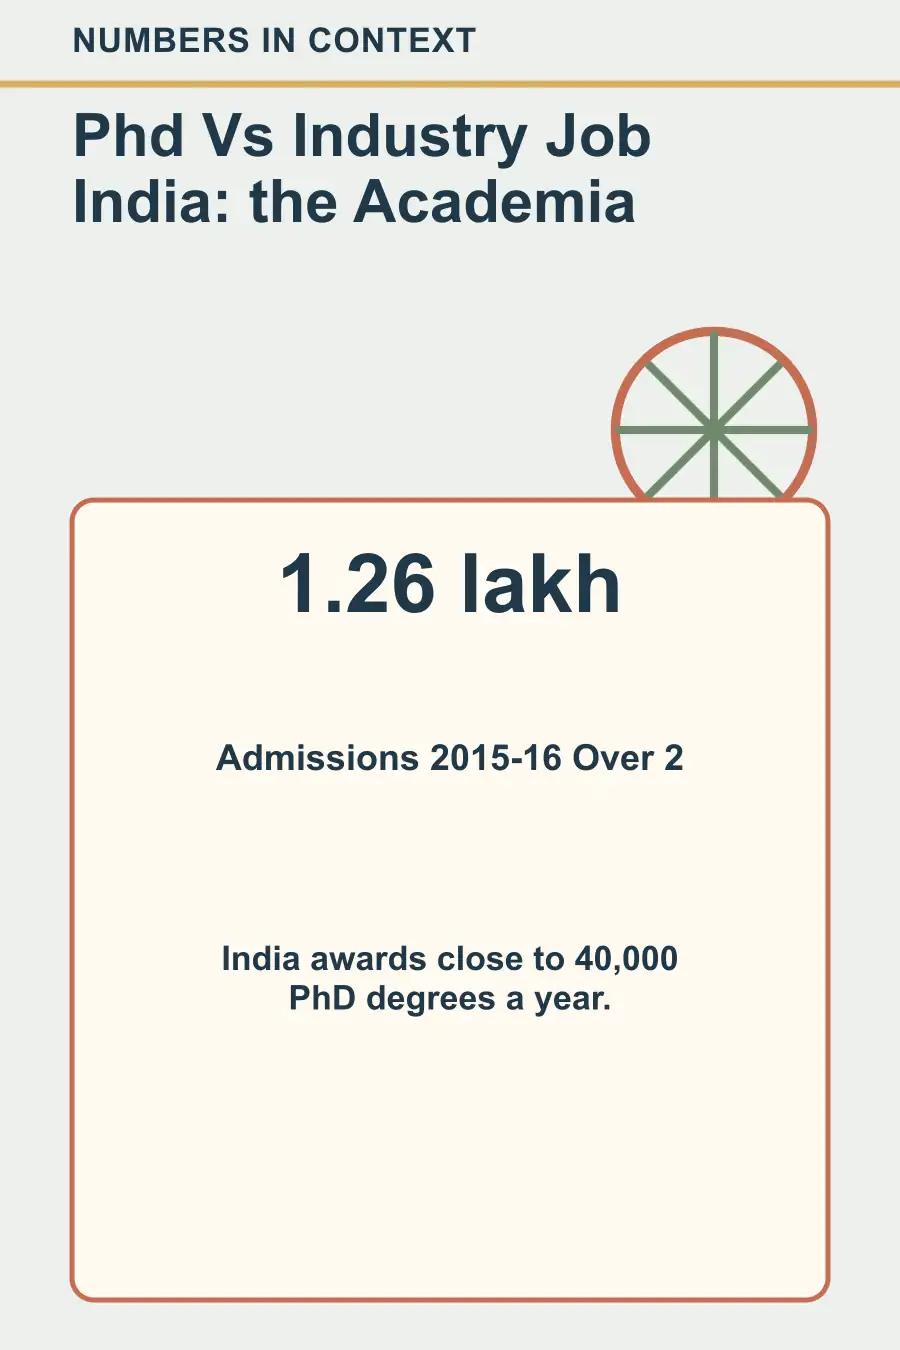 NUMBERS IN CONTEXT
Phd Vs Industry Job
India: the Academia
1.26 lakh
Admissions 2015-16 Over 2
India awards close to 40,000
PhD degrees a year.